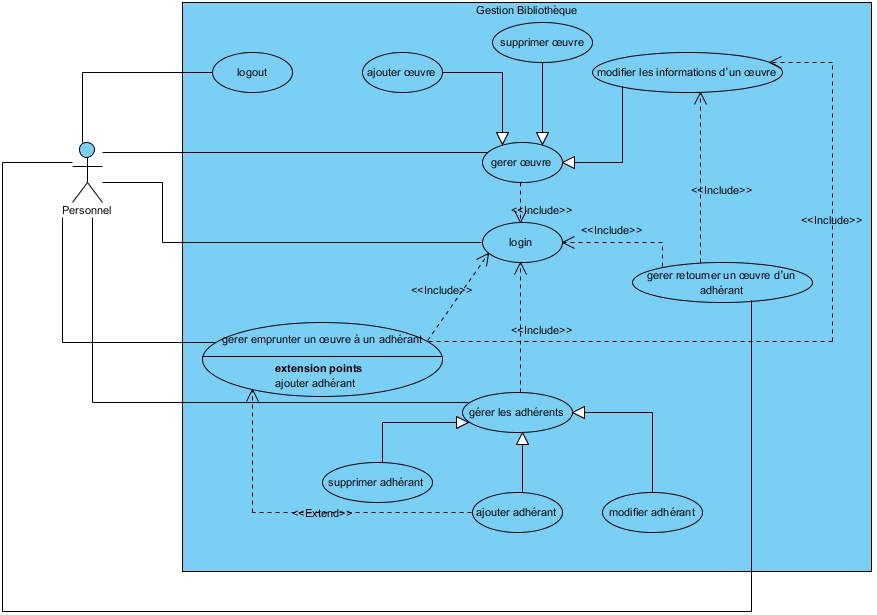 Gestion Bibliothèque
supprimer œuvre
logout
ajouter œuvre
modifier les informations d'un œuvre
gerer œuvre
<<Include>>
Personnel
<<Include>>
<<Include>>
<<Include>>
login
gerer retourner un œuvre d'un
adhérant
<<Include>>
<<Include>>
gerer emprunter un œuvre à un adhérant
extension points
ajouter adhérant
gérer les adhérents
supprimer adhérant
<<Extend>>
ajouter adhérant
modifier adhérant